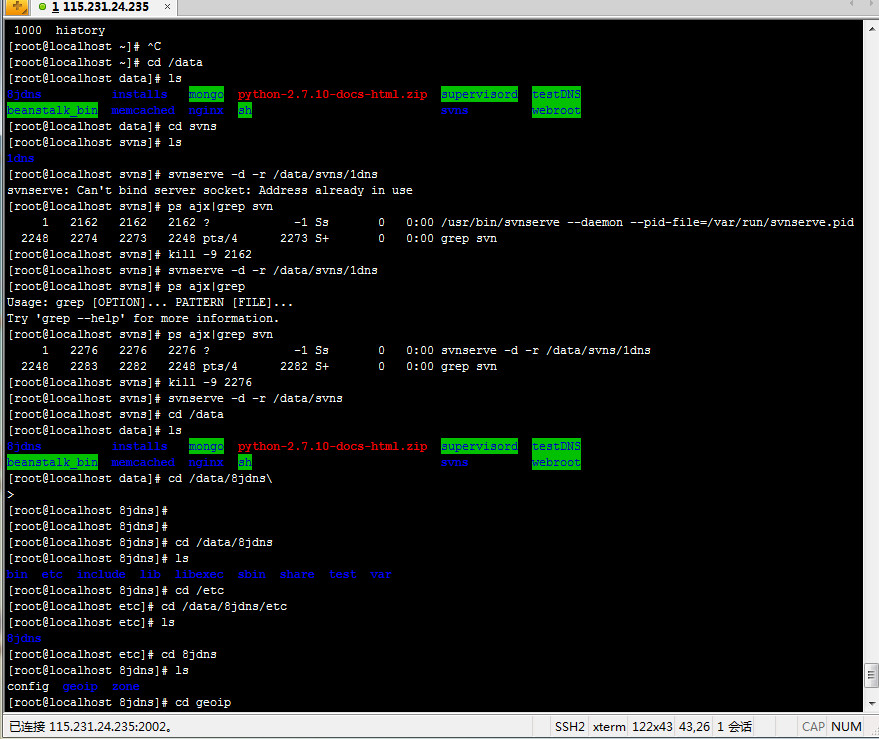 1 115.231.24.235 ×
1000  history
[root@localhost ~]# ^C
[root@localhost ~]# cd /data
[root@localhost data]# ls
8jdns          installs   mongo  python-2.7.10-docs-html.zip  supervisord  testDNS
beanstalk_bin  memcached  nginx  sh                           svns         webroot
[root@localhost data]# cd svns
[root@localhost svns]# ls
1dns
[root@localhost svns]# svnserve -d -r /data/svns/1dns
svnserve: Can't bind server socket: Address already in use
[root@localhost svns]# ps ajx|grep svn
    1  2162  2162  2162 ?           -1 Ss       0   0:00 /usr/bin/svnserve --daemon --pid-file=/var/run/svnserve.pid
 2248  2274  2273  2248 pts/4     2273 S+       0   0:00 grep svn
[root@localhost svns]# kill -9 2162
[root@localhost svns]# svnserve -d -r /data/svns/1dns
[root@localhost svns]# ps ajx|grep
Usage: grep [OPTION]... PATTERN [FILE]...
Try 'grep --help' for more information.
[root@localhost svns]# ps ajx|grep svn
    1  2276  2276  2276 ?           -1 Ss       0   0:00 svnserve -d -r /data/svns/1dns
 2248  2283  2282  2248 pts/4     2282 S+       0   0:00 grep svn
[root@localhost svns]# kill -9 2276
[root@localhost svns]# svnserve -d -r /data/svns
[root@localhost svns]# cd /data
[root@localhost data]# ls
8jdns          installs   mongo  python-2.7.10-docs-html.zip  supervisord  testDNS
beanstalk_bin  memcached  nginx  sh                           svns         webroot
[root@localhost data]# cd /data/8jdns\
>
[root@localhost 8jdns]#
[root@localhost 8jdns]#
[root@localhost 8jdns]# cd /data/8jdns
[root@localhost 8jdns]# ls
bin  etc  include  lib  libexec  sbin  share  test  var
[root@localhost 8jdns]# cd /etc
[root@localhost etc]# cd /data/8jdns/etc
[root@localhost etc]# ls
8jdns
[root@localhost etc]# cd 8jdns
[root@localhost 8jdns]# ls
config  geoip  zone
[root@localhost 8jdns]# cd geoip
已连接 115.231.24.235:2002。 SSH2 xterm 122x43 43,26 1 会话 CAP NUM